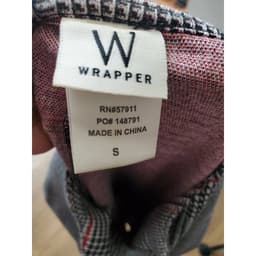 W
WRAPPER
RN#57911
PO# 148791
MADE IN CHINA
S